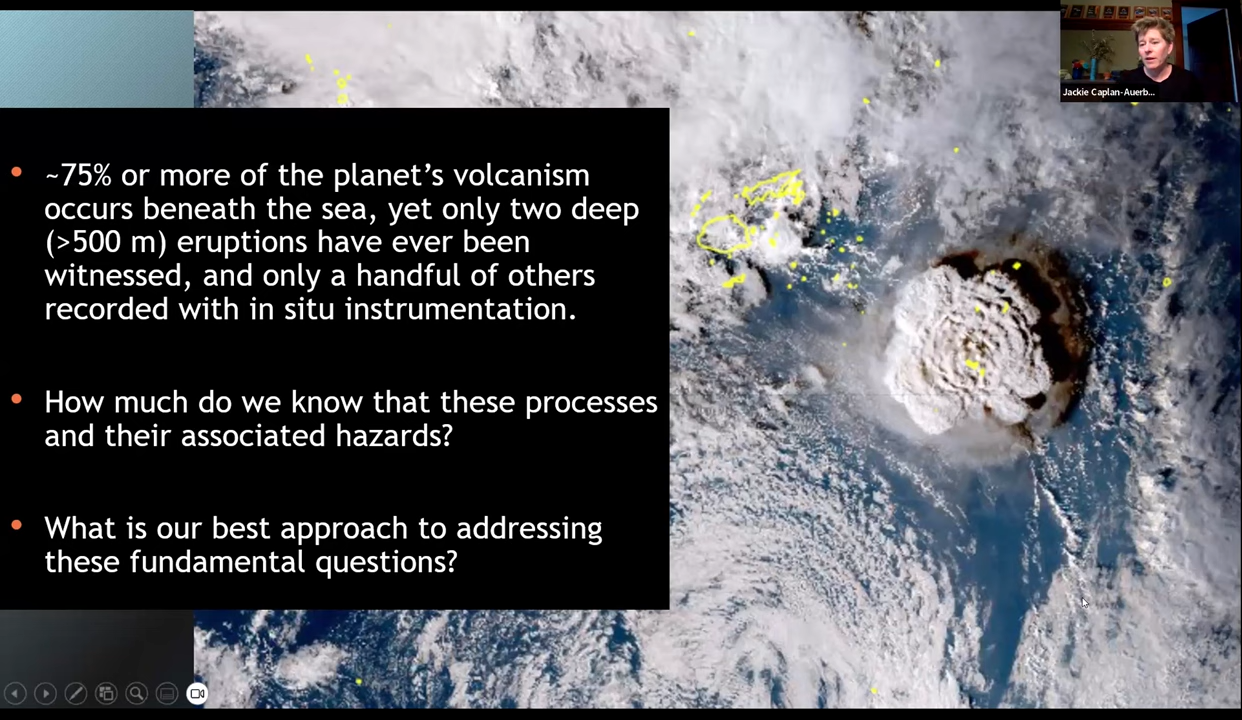 Jackie Caplan-Auerb...
• ~75% or more of the planet’s volcanism
occurs beneath the sea, yet only two deep
(>500 m) eruptions have ever been
witnessed, and only a handful of others
recorded with in situ instrumentation.
• How much do we know that these processes
and their associated hazards?
• What is our best approach to addressing
these fundamental questions?